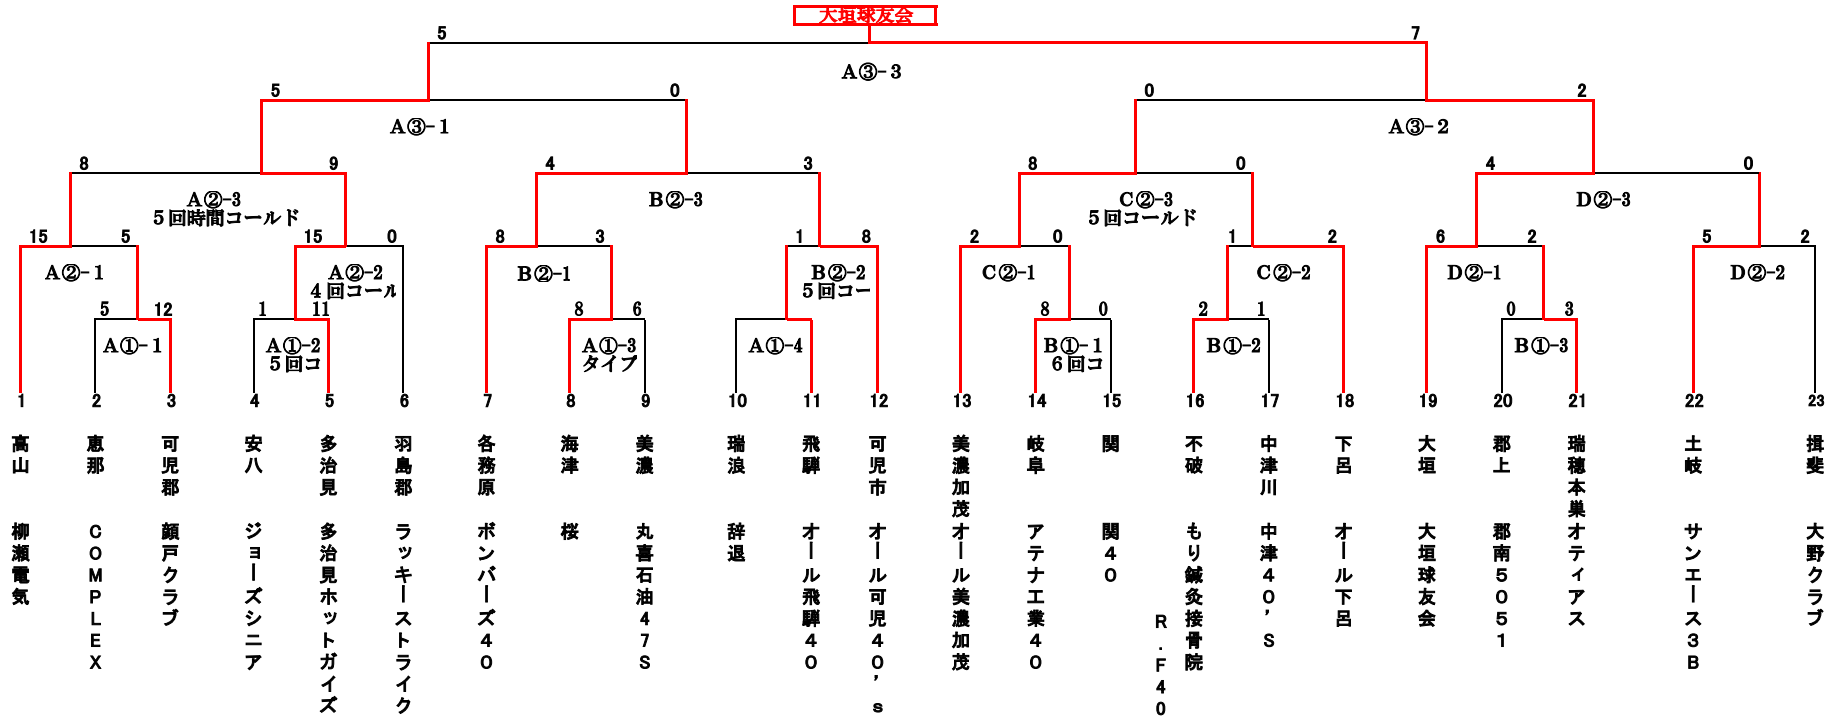 大垣球友会
5 7
A③-3
5 0 0 2
A③-1 A③-2
8 9 4 3 8 0 4 0
A②-3 B②-3 C②-3 D②-3
5回時間コールド 5回コールド
15 5 15 0 8 3 1 8 2 0 1 2 6 2 5 2
A②-1 A②-2 B②-1 B②-2 C②-1 C②-2 D②-1 D②-2
4回コール 5回コー
5 12 1 11 8 6 8 0 2 1 0 3
A①-1 A①-2 A①-3 A①-4 B①-1 B①-2 B①-3
5回コ タイブ 6回コ
1 2 3 4 5 6 7 8 9 10 11 12 13 14 15 16 17 18 19 20 21 22 23
高山 柳瀬電気
恵那 COMPLEX
可児郡 顔戸クラブ
安八 ジョーズシニア
多治見 多治見ホットガイズ
羽島郡 ラッキーストライク
各務原 ボンバーズ40
海津 桜
美濃 丸喜石油47S
瑞浪 辞退
飛騨 オール飛騨40
可児市 オール可児40's
美濃加茂 オール美濃加茂
岐阜 アテナ工業40
関 関40
不破 もり鍼灸接骨院
R.F40
中津川 中津40'S
下呂 オール下呂
大垣 大垣球友会
郡上 郡南5051
瑞穂本巣 オティアス
土岐 サンエース3B
揖斐 大野クラブ